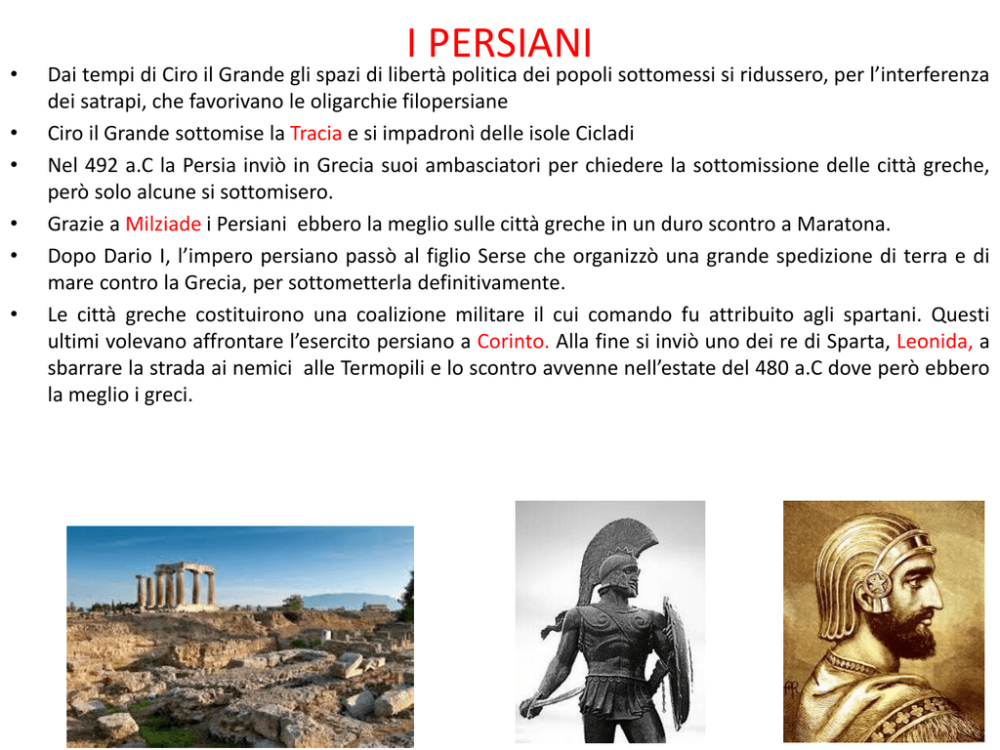 I PERSIANI
• Dai tempi di Ciro il Grande gli spazi di libertà politica dei popoli sottomessi si ridussero, per l’interferenza
dei satrapi, che favorivano le oligarchie filopersiane
• Ciro il Grande sottomise la Tracia e si impadronì delle isole Cicladi
• Nel 492 a.C la Persia inviò in Grecia suoi ambasciatori per chiedere la sottomissione delle città greche,
però solo alcune si sottomisero.
• Grazie a Milziade i Persiani  ebbero la meglio sulle città greche in un duro scontro a Maratona.
• Dopo Dario I, l’impero persiano passò al figlio Serse che organizzò una grande spedizione di terra e di
mare contro la Grecia, per sottometterla definitivamente.
• Le città greche costituirono una coalizione militare il cui comando fu attribuito agli spartani. Questi
ultimi volevano affrontare l’esercito persiano a Corinto. Alla fine si inviò uno dei re di Sparta, Leonida, a
sbarrare la strada ai nemici  alle Termopili e lo scontro avvenne nell’estate del 480 a.C dove però ebbero
la meglio i greci.